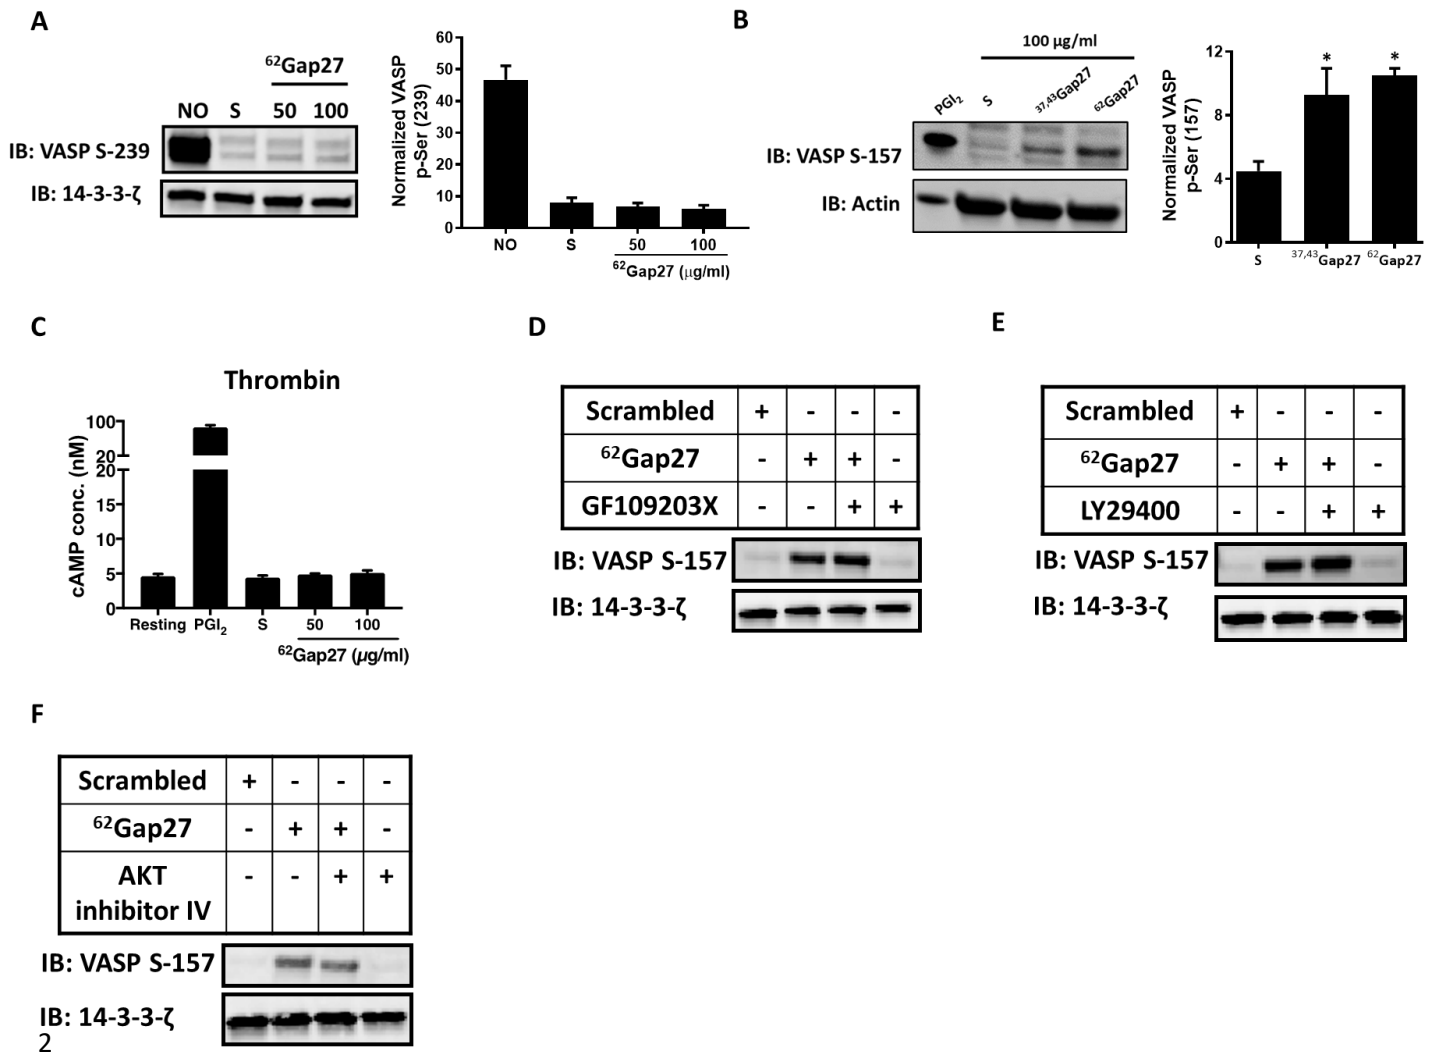 A
⁶²Gap27
NO S 50 100
IB: VASP S-239
IB: 14-3-3-ζ
Normalized VASP
p-Ser (239)
60
50
40
30
20
10
0
NO S 50 100
⁶²Gap27 (μg/ml)
B
100 μg/ml
PGI₂ S ³⁷,⁴³Gap27 ⁶²Gap27
IB: VASP S-157
IB: Actin
Normalized VASP
p-Ser (157)
12
8
4
0
* *
S ³⁷,⁴³Gap27 ⁶²Gap27
C
Thrombin
cAMP conc. (nM)
100
20
20
15
10
5
0
Resting PGI₂ S 50 100
⁶²Gap27 (μg/ml)
D
Scrambled + - - -
⁶²Gap27 - + + -
GF109203X - - + +
IB: VASP S-157
IB: 14-3-3-ζ
E
Scrambled + - - -
⁶²Gap27 - + + -
LY29400 - - + +
IB: VASP S-157
IB: 14-3-3-ζ
F
Scrambled + - - -
⁶²Gap27 - + + -
AKT - - + +
inhibitor IV
IB: VASP S-157
IB: 14-3-3-ζ
2